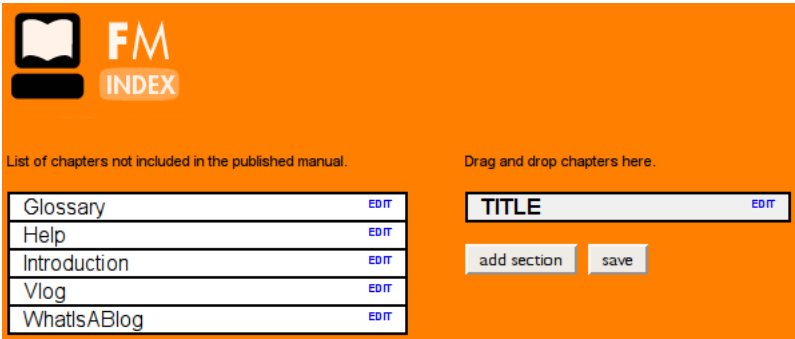 FM
INDEX
List of chapters not included in the published manual.
Glossary EDIT
Help EDIT
Introduction EDIT
Vlog EDIT
WhatIsABlog EDIT
Drag and drop chapters here.
TITLE EDIT
add section save